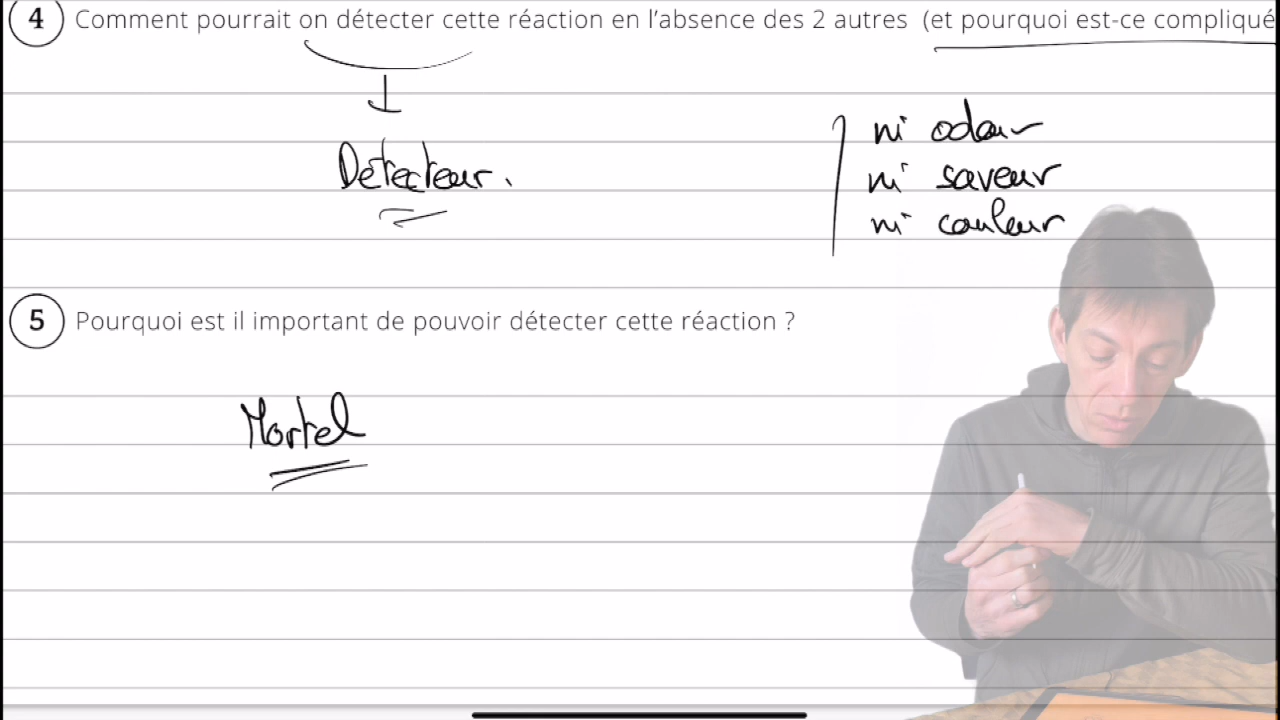 4 Comment pourrait on détecter cette réaction en l'absence des 2 autres (et pourquoi est-ce compliqué
Détecteur.
ni odeur
ni saveur
ni couleur
5 Pourquoi est il important de pouvoir détecter cette réaction ?
Mortel